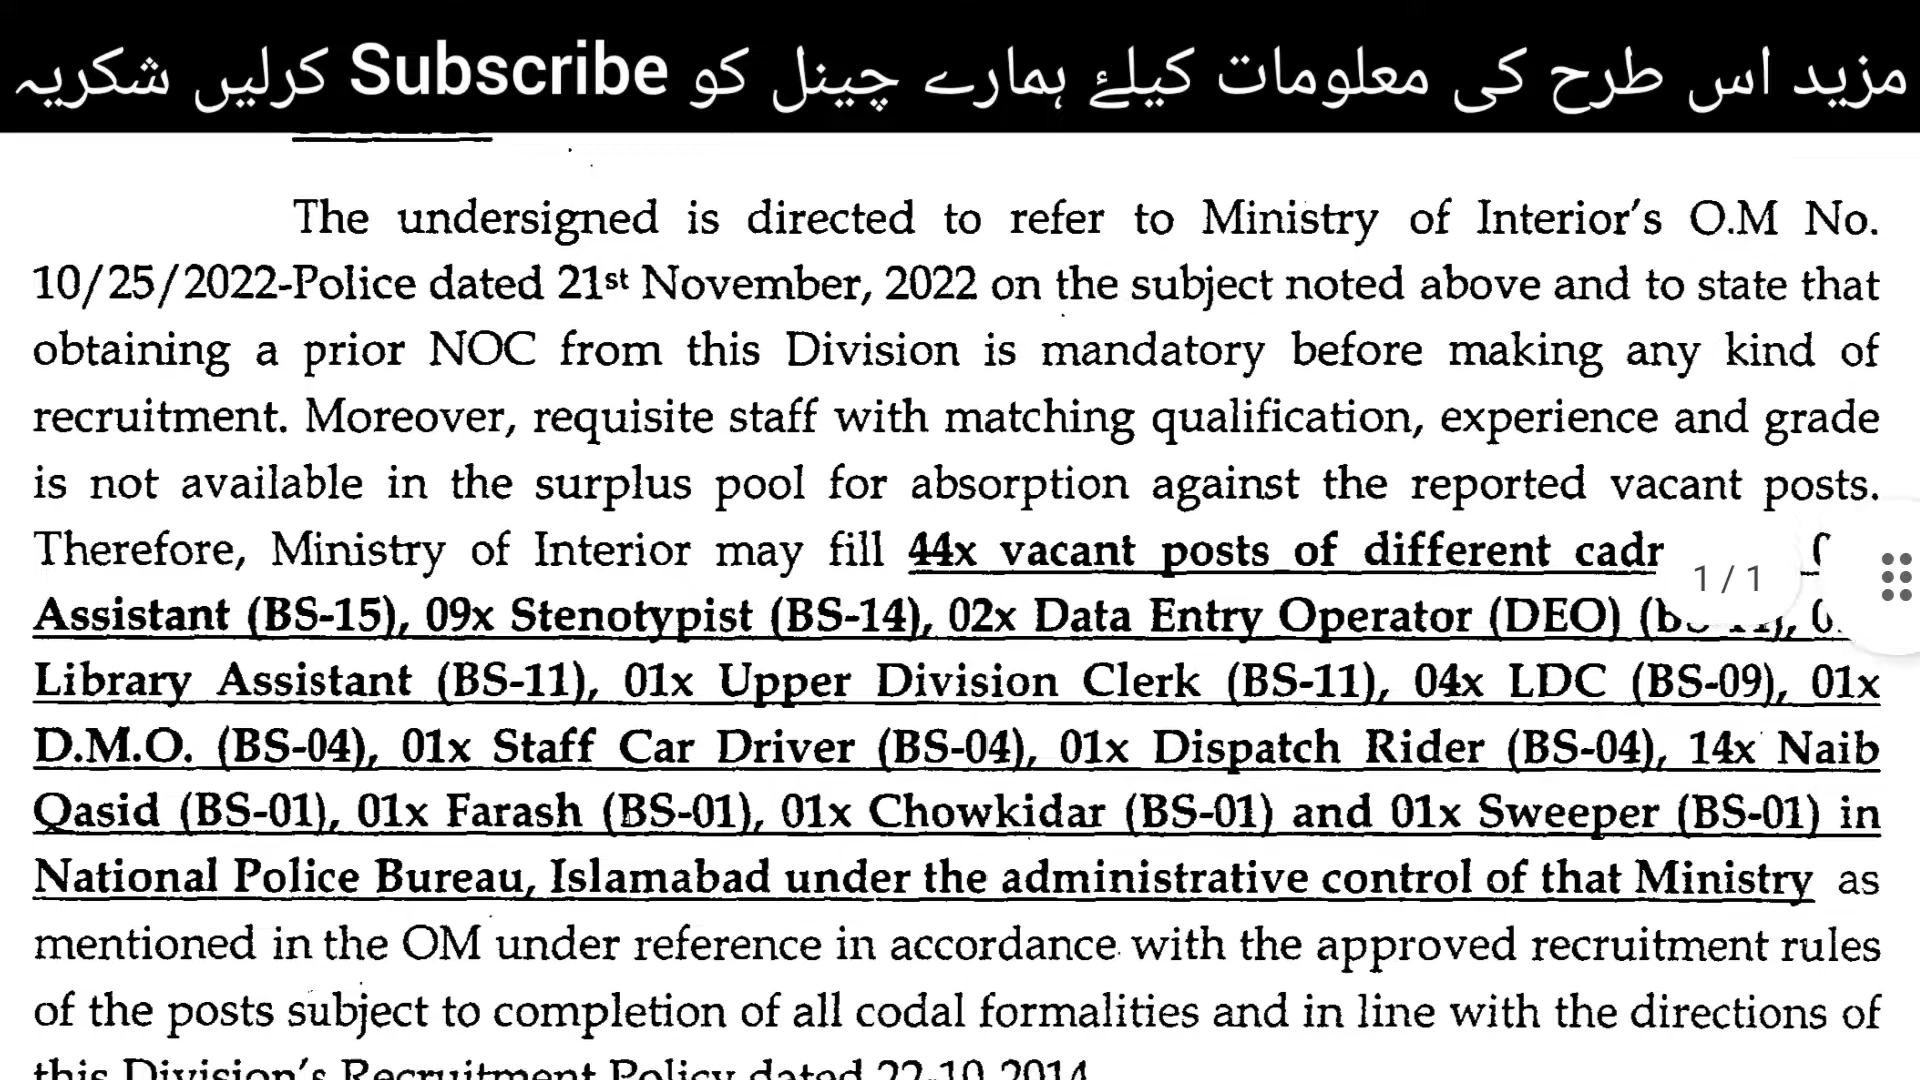 مزید اس طرح کی معلومات کیلئے ہمارے چینل کو Subscribe کرلیں شکریہ
The undersigned is directed to refer to Ministry of Interior's O.M No.
10/25/2022-Police dated 21st November, 2022 on the subject noted above and to state that
obtaining a prior NOC from this Division is mandatory before making any kind of
recruitment. Moreover, requisite staff with matching qualification, experience and grade
is not available in the surplus pool for absorption against the reported vacant posts.
Therefore, Ministry of Interior may fill 44x vacant posts of different
1 / 1
Assistant (BS-15), 09x Stenotypist (BS-14), 02x Data Entry Operator (DEO)
Library Assistant (BS-11), 01x Upper Division Clerk (BS-11), 04x LDC (BS-09), 01x
D.M.O. (BS-04), 01x Staff Car Driver (BS-04), 01x Dispatch Rider (BS-04), 14x Naib
Qasid (BS-01), 01x Farash (BS-01), 01x Chowkidar (BS-01) and 01x Sweeper (BS-01) in
National Police Bureau, Islamabad under the administrative control of that Ministry as
mentioned in the OM under reference in accordance with the approved recruitment rules
of the posts subject to completion of all codal formalities and in line with the directions of
this Division's Recruitment Policy dated 22-10-2014